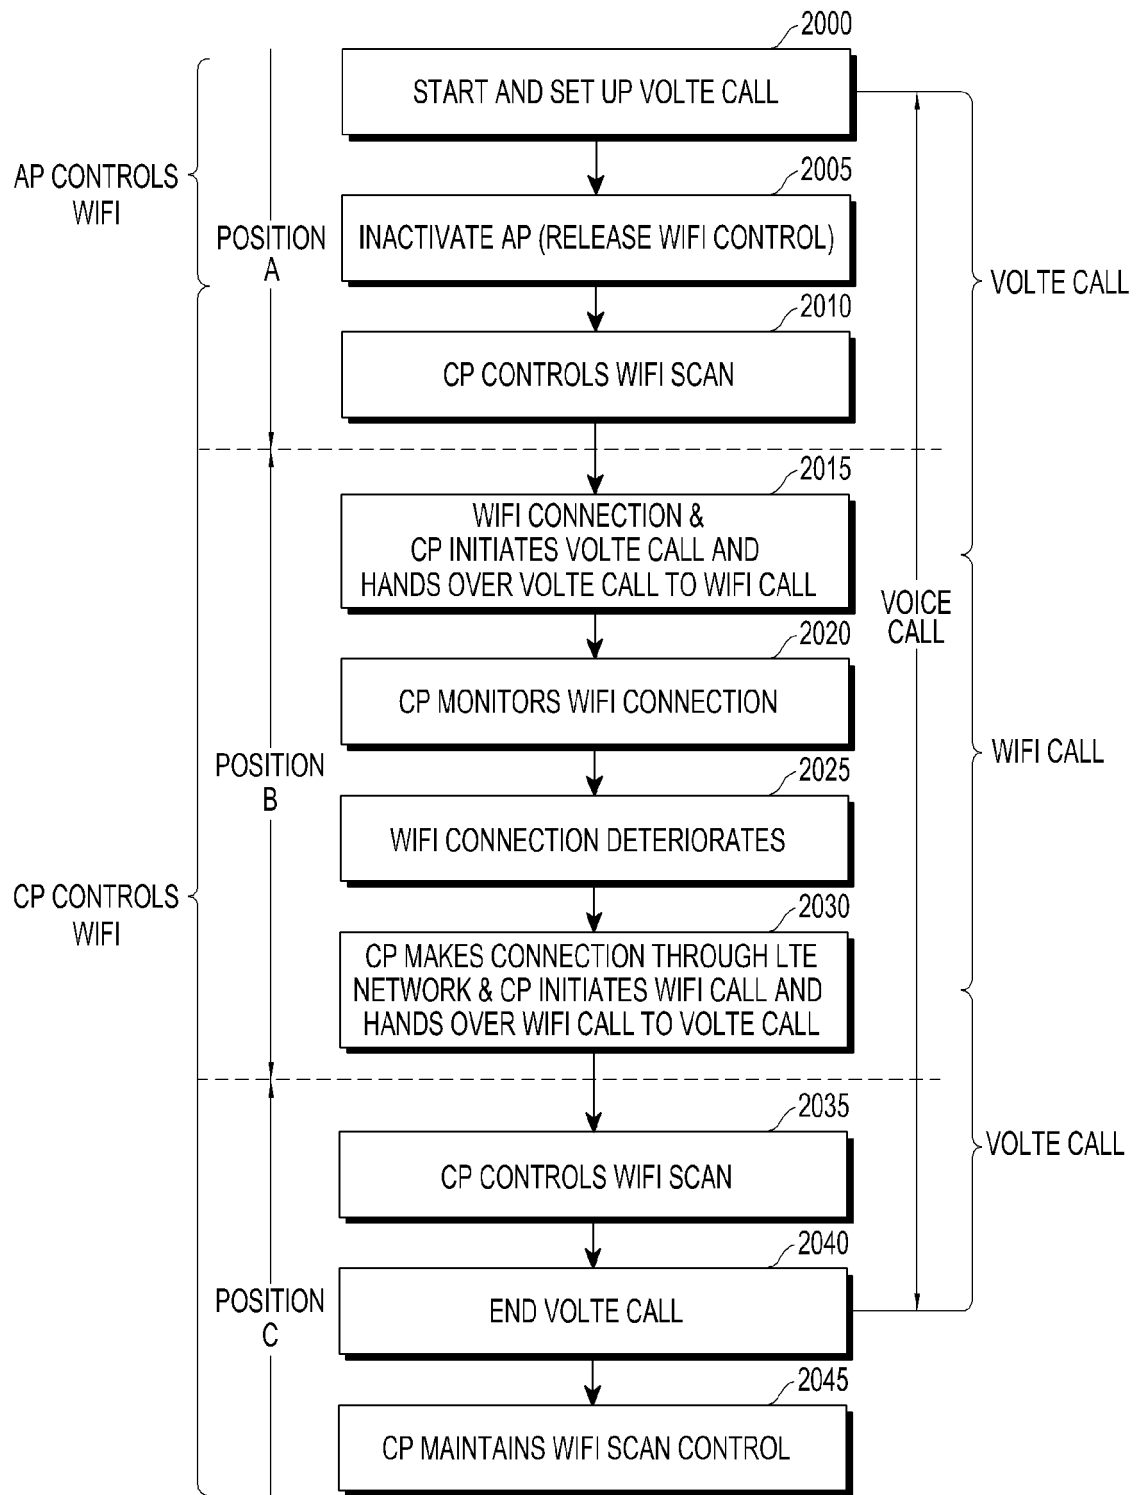 2000
START AND SET UP VOLTE CALL
2005
INACTIVATE AP (RELEASE WIFI CONTROL)
2010
CP CONTROLS WIFI SCAN
2015
WIFI CONNECTION &
CP INITIATES VOLTE CALL AND
HANDS OVER VOLTE CALL TO WIFI CALL
2020
CP MONITORS WIFI CONNECTION
2025
WIFI CONNECTION DETERIORATES
2030
CP MAKES CONNECTION THROUGH LTE
NETWORK & CP INITIATES WIFI CALL AND
HANDS OVER WIFI CALL TO VOLTE CALL
2035
CP CONTROLS WIFI SCAN
2040
END VOLTE CALL
2045
CP MAINTAINS WIFI SCAN CONTROL
AP CONTROLS
WIFI
CP CONTROLS
WIFI
POSITION
A
POSITION
B
POSITION
C
VOICE
CALL
VOLTE CALL
WIFI CALL
VOLTE CALL